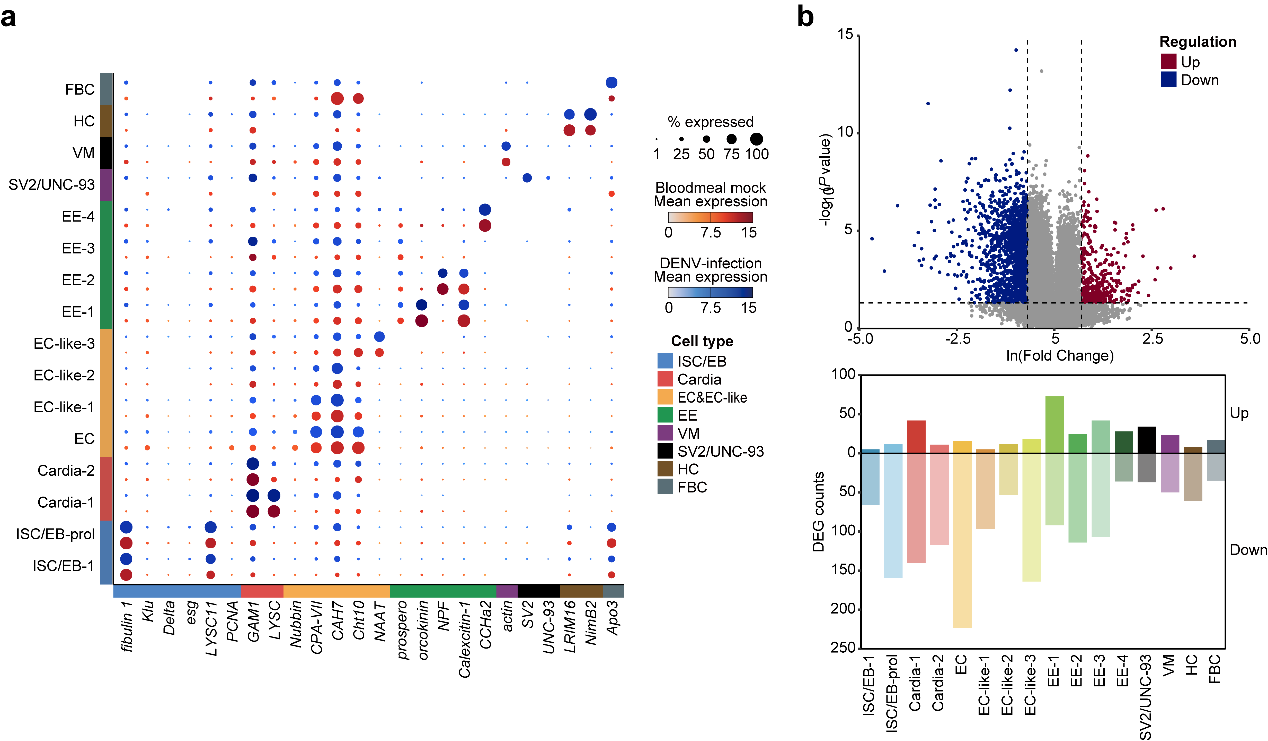 a
FBC
HC
VM
SV2/UNC-93
EE-4
EE-3
EE-2
EE-1
EC-like-3
EC-like-2
EC-like-1
EC
Cardia-2
Cardia-1
ISC/EB-prol
ISC/EB-1
fibulin 1
Klu
Delta
esg
LYSC11
PCNA
GAM1
LYSC
Nubbin
CPA-VII
CAH7
Cht10
NAAT
prospero
orcokinin
NPF
Calexcitin-1
CCHa2
actin
SV2
UNC-93
LRIM16
NimB2
Apo3
% expressed
1 25 50 75 100
Bloodmeal mock
Mean expression
0 7.5 15
DENV-infection
Mean expression
0 7.5 15
Cell type
ISC/EB
Cardia
EC&EC-like
EE
VM
SV2/UNC-93
HC
FBC
b
15
10
5
0
-log10(P value)
-5.0 -2.5 5 2.5 5.0
ln(Fold Change)
Regulation
Up
Down
100
50
0
50
100
150
200
250
DEG counts
Up
Down
ISC/EB-1
ISC/EB-prol
Cardia-1
Cardia-2
EC
EC-like-1
EC-like-2
EC-like-3
EE-1
EE-2
EE-3
EE-4
SV2/UNC-93
VM
HC
FBC